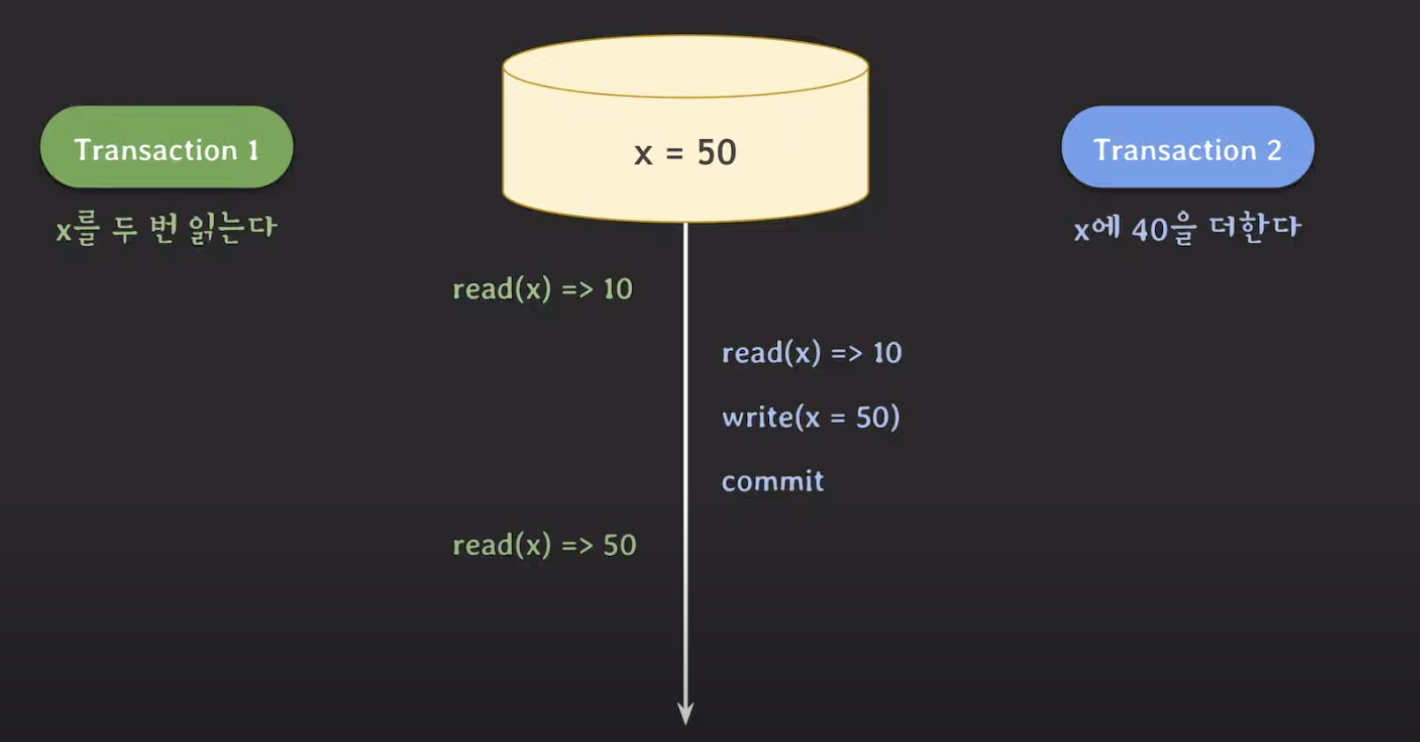 x = 50
Transaction 1
x를 두 번 읽는다
Transaction 2
x에 40을 더한다
read(x) => 10
read(x) => 10
write(x = 50)
commit
read(x) => 50